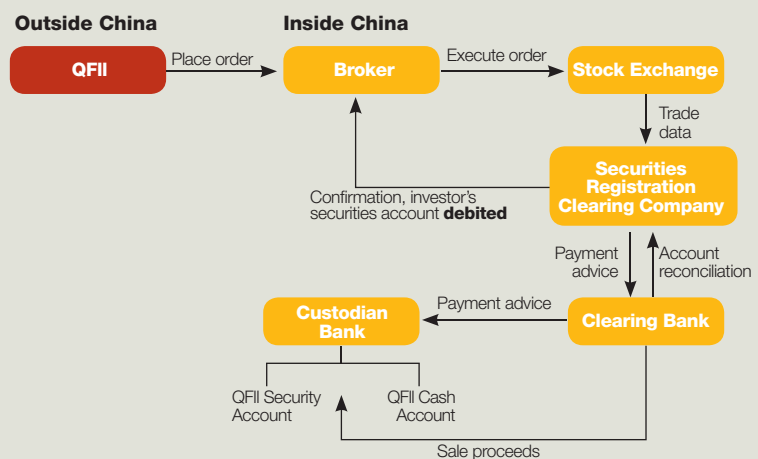 Outside China
Inside China
QFII
Place order
Broker
Execute order
Stock Exchange
Trade
data
Securities
Registration
Clearing Company
Confirmation, investor's
securities account debited
Payment
advice
Account
reconciliation
Custodian
Bank
Payment advice
Clearing Bank
QFII Security
Account
QFII Cash
Account
Sale proceeds